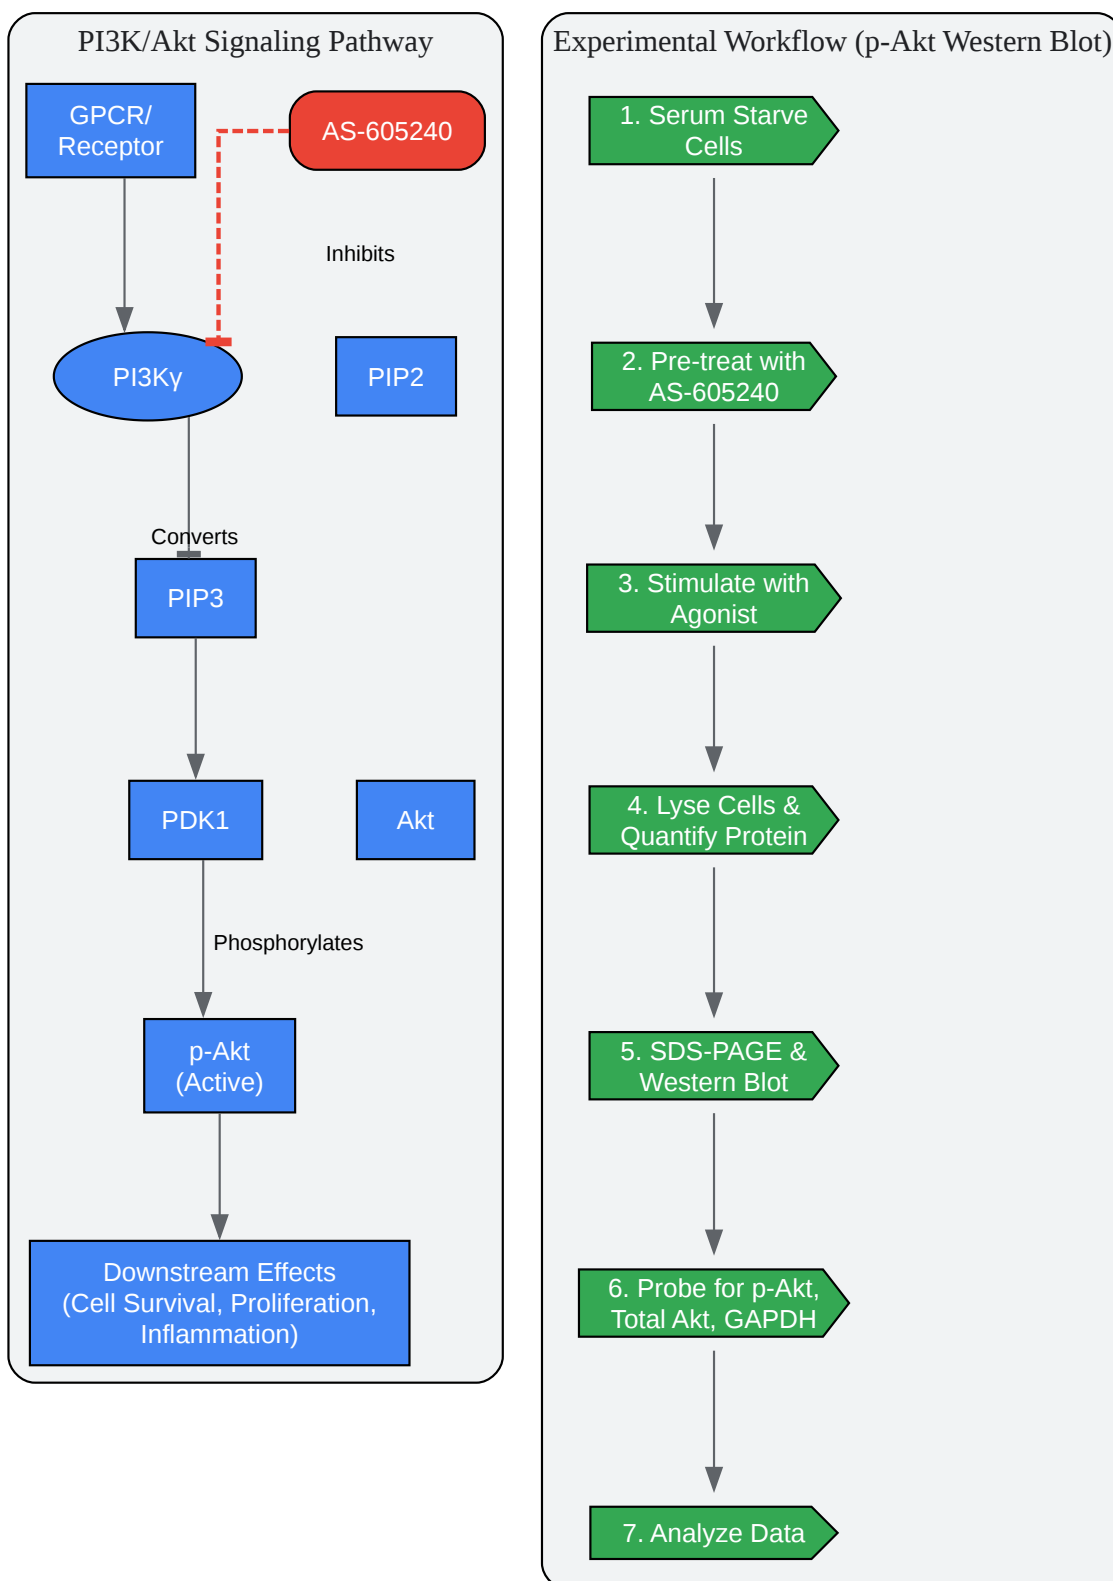 PI3K/Akt Signaling Pathway
GPCR/
Receptor
AS-605240
Inhibits
PI3Kγ
PIP2
Converts
PIP3
PDK1
Akt
Phosphorylates
p-Akt
(Active)
Downstream Effects
(Cell Survival, Proliferation,
Inflammation)
Experimental Workflow (p-Akt Western Blot)
1. Serum Starve
Cells
2. Pre-treat with
AS-605240
3. Stimulate with
Agonist
4. Lyse Cells &
Quantify Protein
5. SDS-PAGE &
Western Blot
6. Probe for p-Akt,
Total Akt, GAPDH
7. Analyze Data